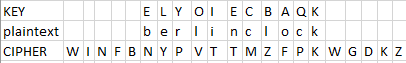 KEY E L Y O I E C B A Q K
plaintext b e r l i n c l o c k
CIPHER W I N F B N Y P V T T M Z F P K W G D K Z